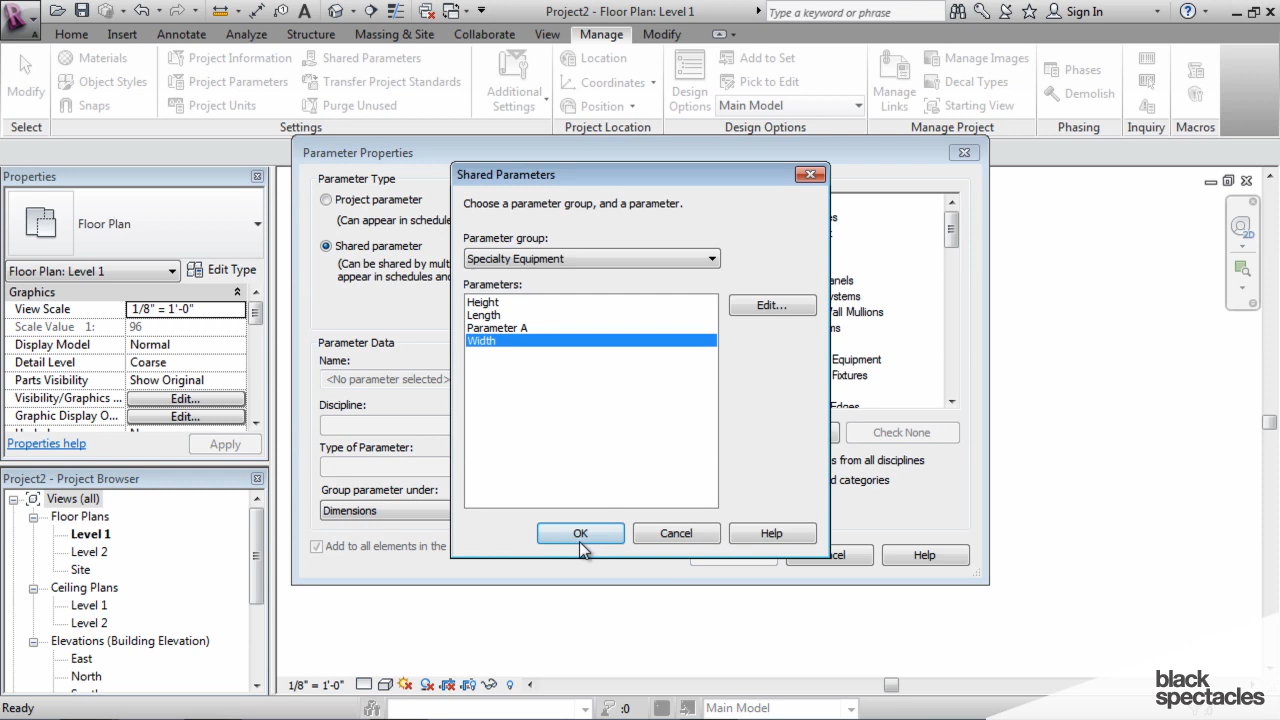 Project2 - Floor Plan: Level 1
Type a keyword or phrase
Sign In
Home Insert Annotate Analyze Structure Massing & Site Collaborate View Manage Modify
Modify
Select
Materials
Object Styles
Snaps
Project Information
Project Parameters
Project Units
Shared Parameters
Transfer Project Standards
Purge Unused
Additional
Settings
Settings
Location
Coordinates
Position
Project Location
Design
Options
Add to Set
Pick to Edit
Main Model
Design Options
Manage
Links
Manage Images
Decal Types
Starting View
Manage Project
Phases
Demolish
Phasing
Inquiry
Macros
Properties
Floor Plan
Floor Plan: Level 1
Edit Type
Graphics
View Scale 1/8" = 1'-0"
Scale Value 1: 96
Display Model Normal
Detail Level Coarse
Parts Visibility Show Original
Visibility/Graphics ... Edit...
Graphic Display O... Edit...
Properties help
Apply
Project2 - Project Browser
Views (all)
Floor Plans
Level 1
Level 2
Site
Ceiling Plans
Level 1
Level 2
Elevations (Building Elevation)
East
North
Parameter Properties
Parameter Type
Project parameter
(Can appear in schedule
Shared parameter
(Can be shared by mult
appear in schedules and
Parameter Data
Name:
<No parameter selected>
Discipline:
Type of Parameter:
Group parameter under:
Dimensions
Add to all elements in the
Shared Parameters
Choose a parameter group, and a parameter.
Parameter group:
Specialty Equipment
Parameters:
Height
Length
Parameter A
Width
Edit...
OK
Cancel
Help
anels
ystems
all Mullions
ms
Equipment
Fixtures
Edges
Check None
s from all disciplines
d categories
cel
Help
2D
1/8" = 1'-0"
Ready
:0
Main Model
black
spectacles